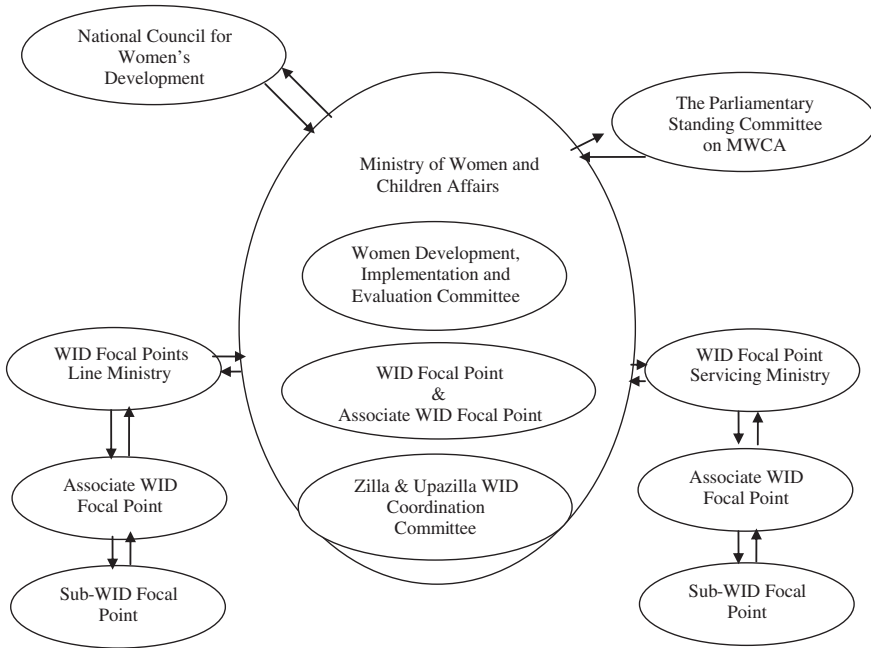 National Council for
Women's
Development
The Parliamentary
Standing Committee
on MWCA
Ministry of Women and
Children Affairs
Women Development,
Implementation and
Evaluation Committee
WID Focal Points
Line Ministry
WID Focal Point
&
Associate WID Focal Point
WID Focal Point
Servicing Ministry
Associate WID
Focal Point
Zilla & Upazilla WID
Coordination
Committee
Associate WID
Focal Point
Sub-WID Focal
Point
Sub-WID Focal
Point